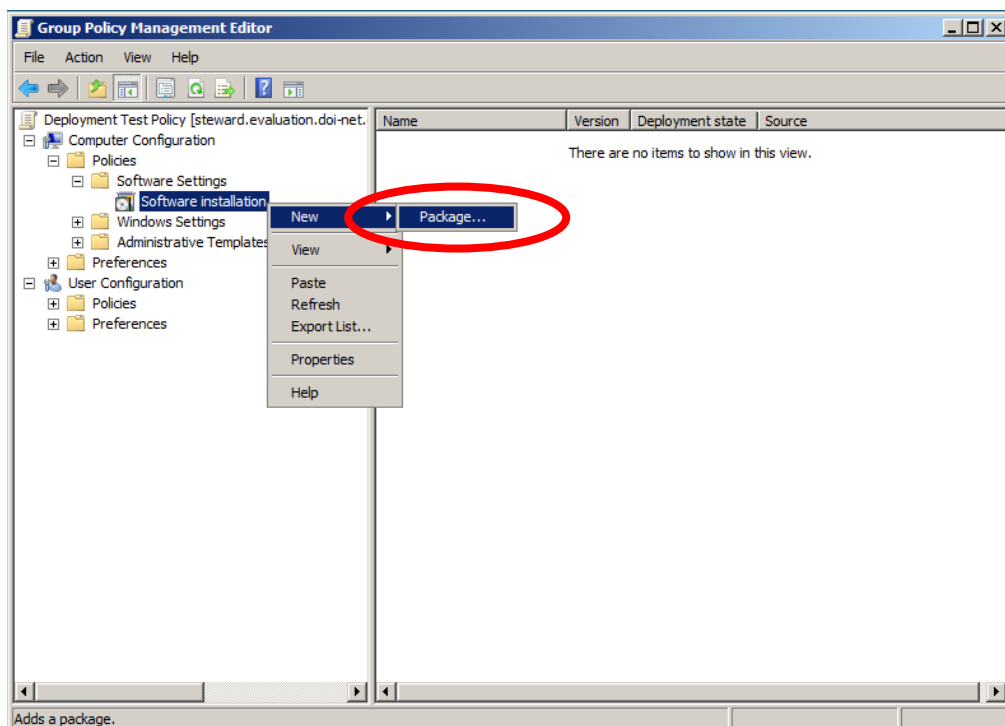 Group Policy Management Editor
File Action View Help
Deployment Test Policy [steward.evaluation.doi-net.
Computer Configuration
Policies
Software Settings
Software installation
Windows Settings
Administrative Templates
Preferences
User Configuration
Policies
Preferences
New
View
Paste
Refresh
Export List...
Properties
Help
Package...
Name Version Deployment state Source
There are no items to show in this view.
Adds a package.